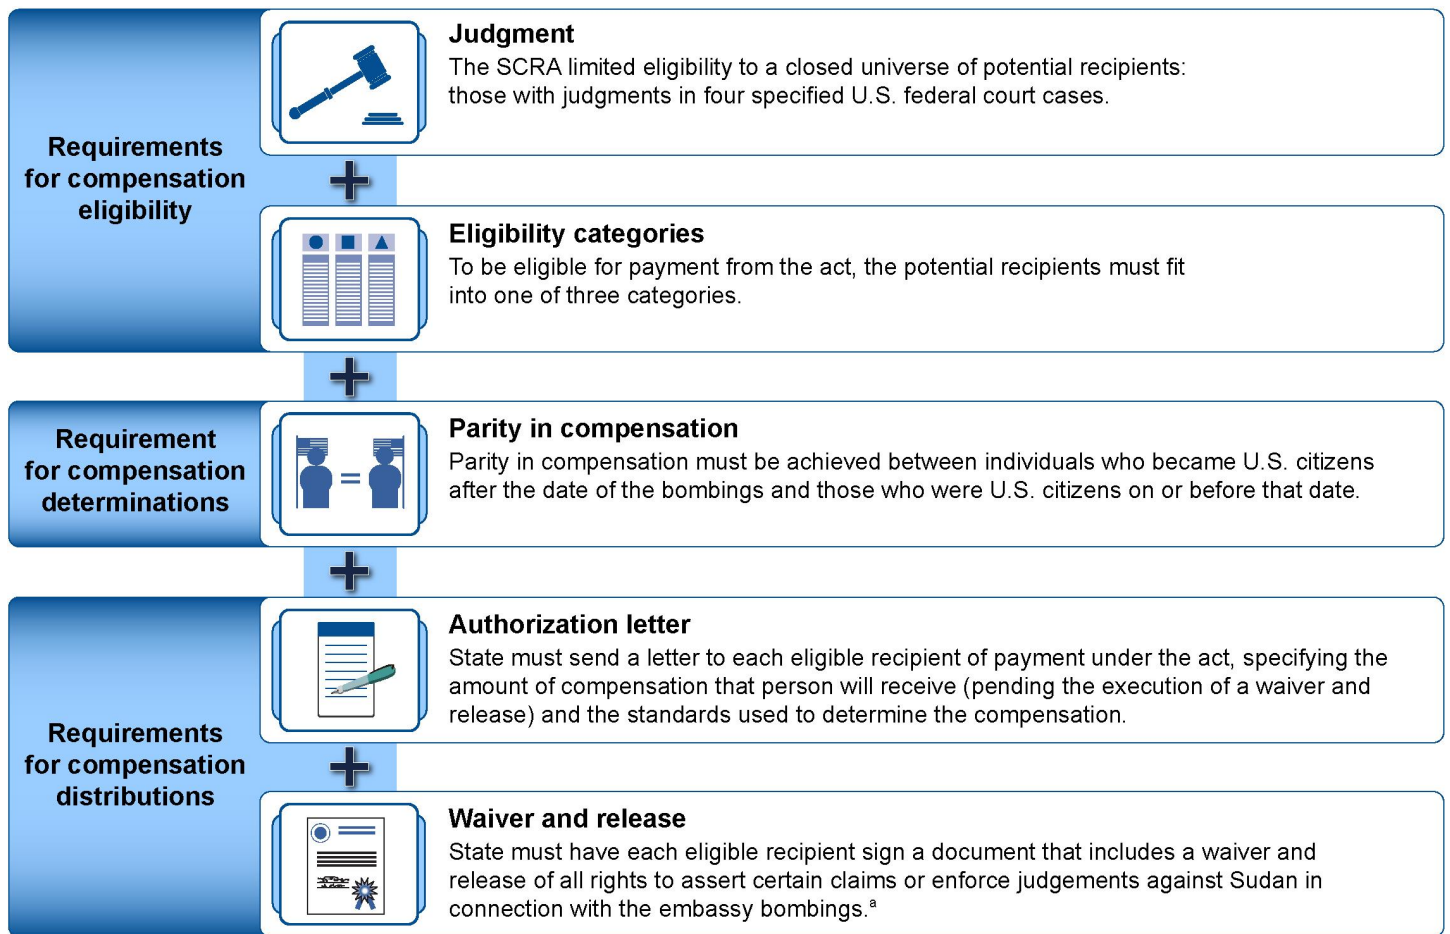 Requirements
for compensation
eligibility
Judgment
The SCRA limited eligibility to a closed universe of potential recipients:
those with judgments in four specified U.S. federal court cases.
Eligibility categories
To be eligible for payment from the act, the potential recipients must fit
into one of three categories.
Requirement
for compensation
determinations
Parity in compensation
Parity in compensation must be achieved between individuals who became U.S. citizens
after the date of the bombings and those who were U.S. citizens on or before that date.
Requirements
for compensation
distributions
Authorization letter
State must send a letter to each eligible recipient of payment under the act, specifying the
amount of compensation that person will receive (pending the execution of a waiver and
release) and the standards used to determine the compensation.
Waiver and release
State must have each eligible recipient sign a document that includes a waiver and
release of all rights to assert certain claims or enforce judgements against Sudan in
connection with the embassy bombings.ª